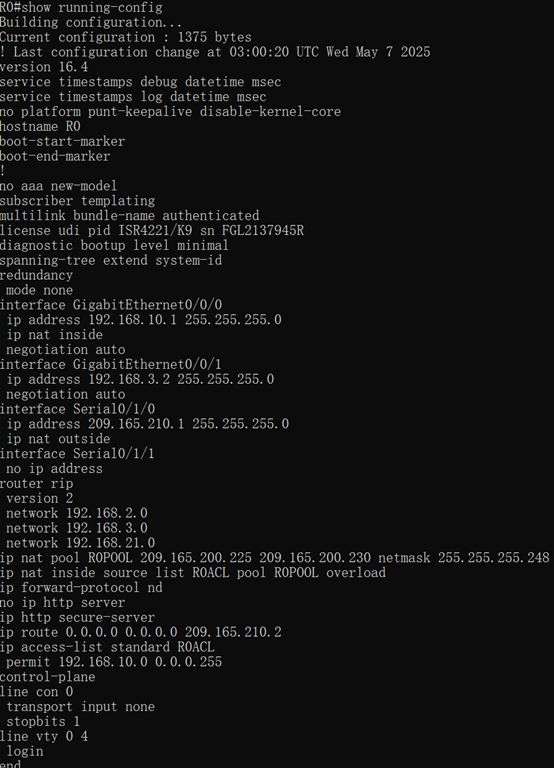 R0#show running-config
Building configuration...
Current configuration : 1375 bytes
! Last configuration change at 03:00:20 UTC Wed May 7 2025
version 16.4
service timestamps debug datetime msec
service timestamps log datetime msec
no platform punt-keepalive disable-kernel-core
hostname R0
boot-start-marker
boot-end-marker
!
no aaa new-model
subscriber templating
multilink bundle-name authenticated
license udi pid ISR4221/K9 sn FGL2137945R
diagnostic bootup level minimal
spanning-tree extend system-id
redundancy
 mode none
interface GigabitEthernet0/0/0
 ip address 192.168.10.1 255.255.255.0
 ip nat inside
 negotiation auto
interface GigabitEthernet0/0/1
 ip address 192.168.3.2 255.255.255.0
 negotiation auto
interface Serial0/1/0
 ip address 209.165.210.1 255.255.255.0
 ip nat outside
interface Serial0/1/1
 no ip address
router rip
 version 2
 network 192.168.2.0
 network 192.168.3.0
 network 192.168.21.0
ip nat pool R0POOL 209.165.200.225 209.165.200.230 netmask 255.255.255.248
ip nat inside source list R0ACL pool R0POOL overload
ip forward-protocol nd
no ip http server
ip http secure-server
ip route 0.0.0.0 0.0.0.0 209.165.210.2
ip access-list standard R0ACL
 permit 192.168.10.0 0.0.0.255
control-plane
line con 0
 transport input none
 stopbits 1
line vty 0 4
 login
end